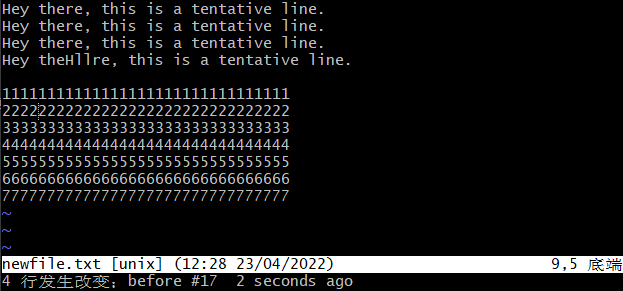 Hey there, this is a tentative line.
Hey there, this is a tentative line.
Hey there, this is a tentative line.
Hey theHllre, this is a tentative line.
11111111111111111111111111111111
22222222222222222222222222222222
33333333333333333333333333333333
44444444444444444444444444444444
55555555555555555555555555555555
66666666666666666666666666666666
77777777777777777777777777777777
~
~
~
newfile.txt [unix] (12:28 23/04/2022) 9,5 底端
4 行发生改变；before #17  2 seconds ago